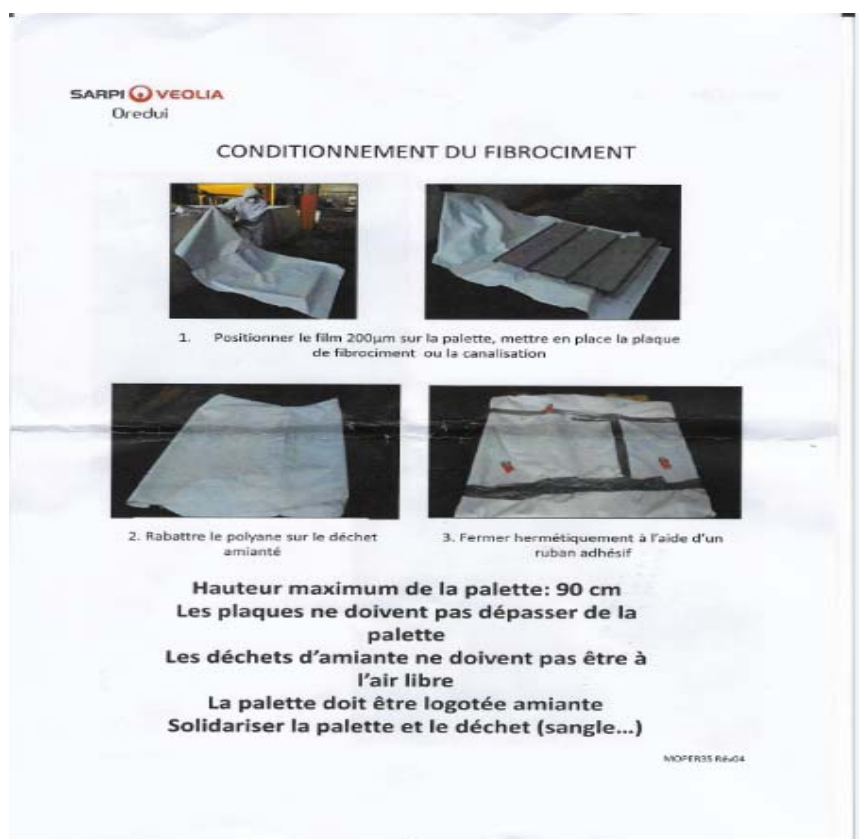 SARPI VEOLIA
Oredui
CONDITIONNEMENT DU FIBROCIMENT
1. Positionner le film 200µm sur la palette, mettre en place la plaque
de fibrociment ou la canalisation
2. Rabattre le polyane sur le déchet
amianté
3. Fermer hermétiquement à l'aide d'un
ruban adhésif
Hauteur maximum de la palette: 90 cm
Les plaques ne doivent pas dépasser de la
palette
Les déchets d'amiante ne doivent pas être à
l'air libre
La palette doit être logotée amiante
Solidariser la palette et le déchet (sangle...)
MOPER35 Rév04